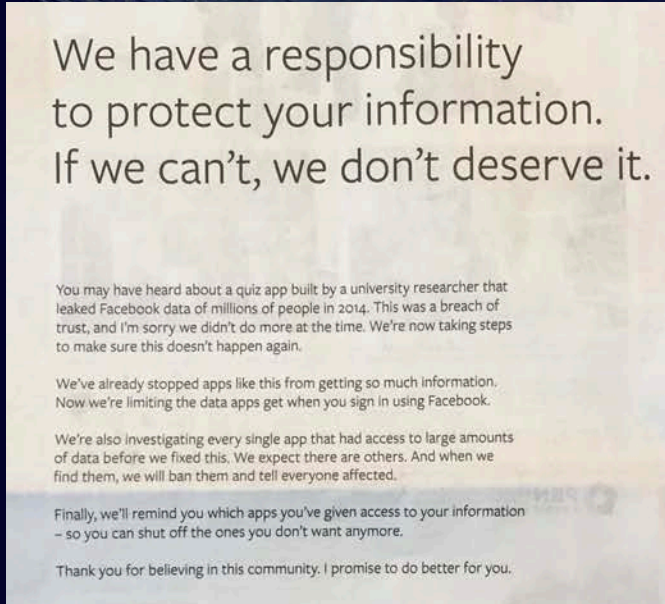 We have a responsibility
to protect your information.
If we can't, we don't deserve it.
You may have heard about a quiz app built by a university researcher that
leaked Facebook data of millions of people in 2014. This was a breach of
trust, and I'm sorry we didn't do more at the time. We're now taking steps
to make sure this doesn't happen again.
We've already stopped apps like this from getting so much information.
Now we're limiting the data apps get when you sign in using Facebook.
We're also investigating every single app that had access to large amounts
of data before we fixed this. We expect there are others. And when we
find them, we will ban them and tell everyone affected.
Finally, we'll remind you which apps you've given access to your information
– so you can shut off the ones you don't want anymore.
Thank you for believing in this community. I promise to do better for you.